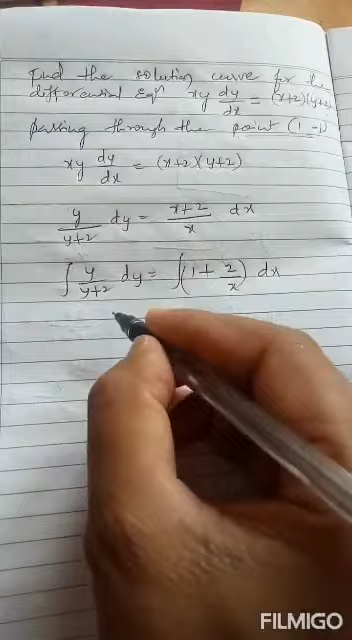 Find the solution curve for the
differential Eqn xy dy/dx = (x+2)(y+2)
passing through the point (1, -1)
xy dy/dx = (x+2)(y+2)
y/y+2 dy = x+2/x dx
∫ y/y+2 dy = ∫(1 + 2/x) dx
FILMIGO